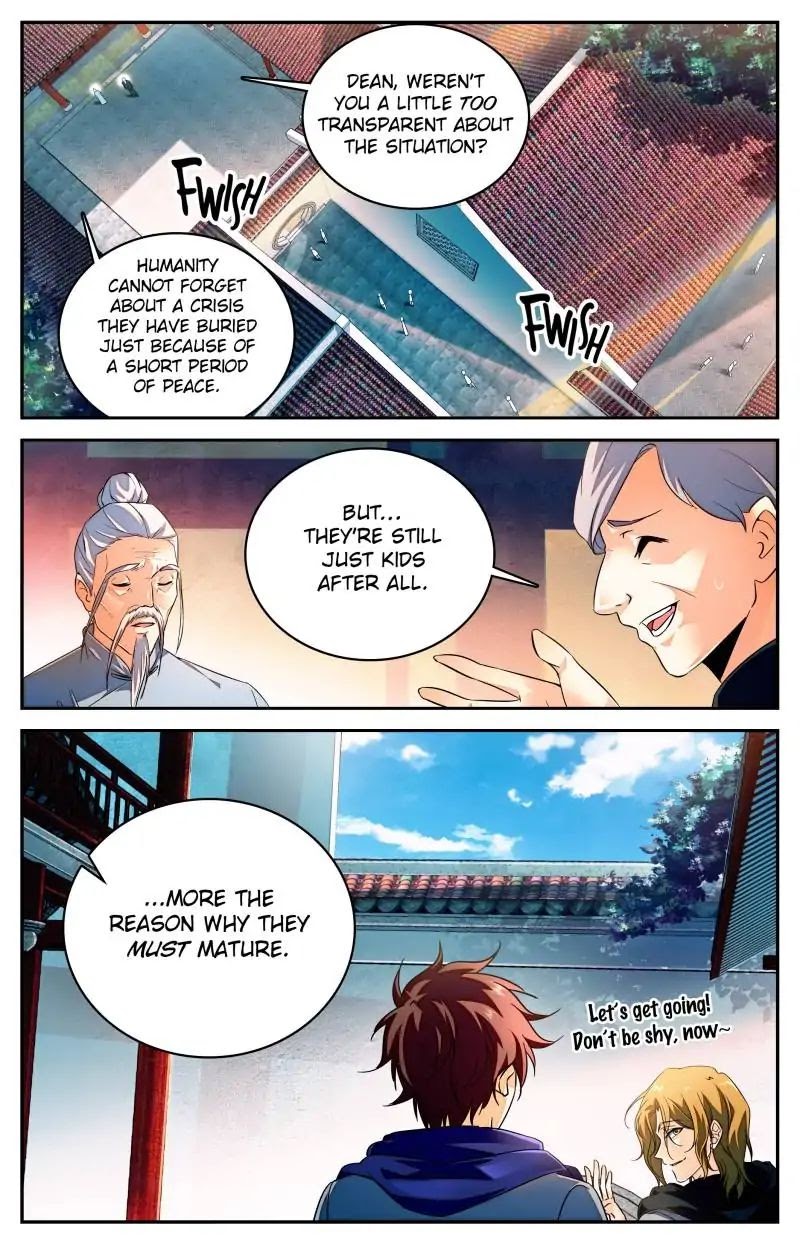 DEAN, WEREN'T
YOU A LITTLE TOO
TRANSPARENT ABOUT
THE SITUATION?
FWISH
HUMANITY
CANNOT FORGET
ABOUT A CRISIS
THEY HAVE BURIED
JUST BECAUSE OF
A SHORT PERIOD
OF PEACE.
FWISH
BUT...
THEY'RE STILL
JUST KIDS
AFTER ALL.
...MORE THE
REASON WHY THEY
MUST MATURE.
Let's get going!
Don't be shy, now~